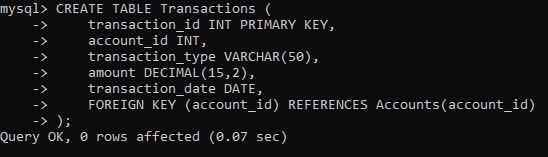 mysql> CREATE TABLE Transactions (
    ->     transaction_id INT PRIMARY KEY,
    ->     account_id INT,
    ->     transaction_type VARCHAR(50),
    ->     amount DECIMAL(15,2),
    ->     transaction_date DATE,
    ->     FOREIGN KEY (account_id) REFERENCES Accounts(account_id)
    -> );
Query OK, 0 rows affected (0.07 sec)